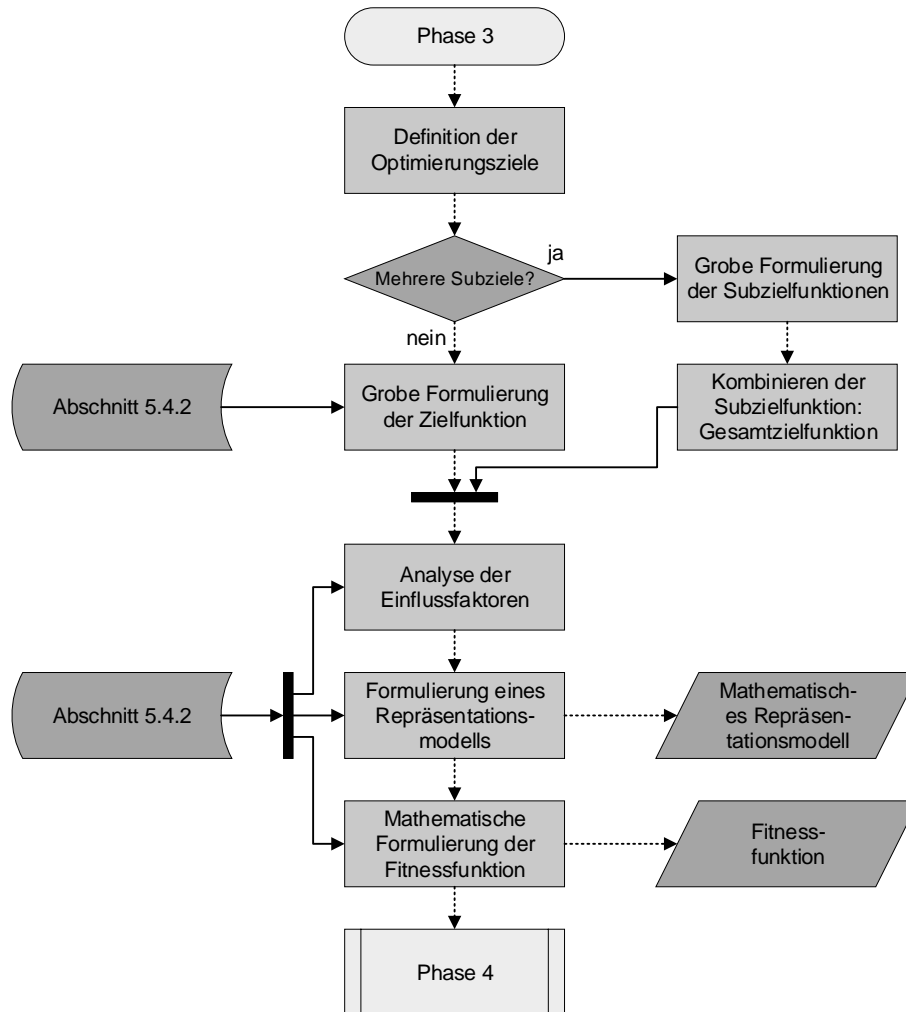 Phase 3
Definition der
Optimierungsziele
ja
Mehrere Subziele?
Grobe Formulierung
der Subzielfunktionen
nein
Abschnitt 5.4.2
Grobe Formulierung
der Zielfunktion
Kombinieren der
Subzielfunktion:
Gesamtzielfunktion
Analyse der
Einflussfaktoren
Abschnitt 5.4.2
Formulierung eines
Repräsentations-
modells
Mathematisch-
es Repräsen-
tationsmodell
Mathematische
Formulierung der
Fitnessfunktion
Fitness-
funktion
Phase 4